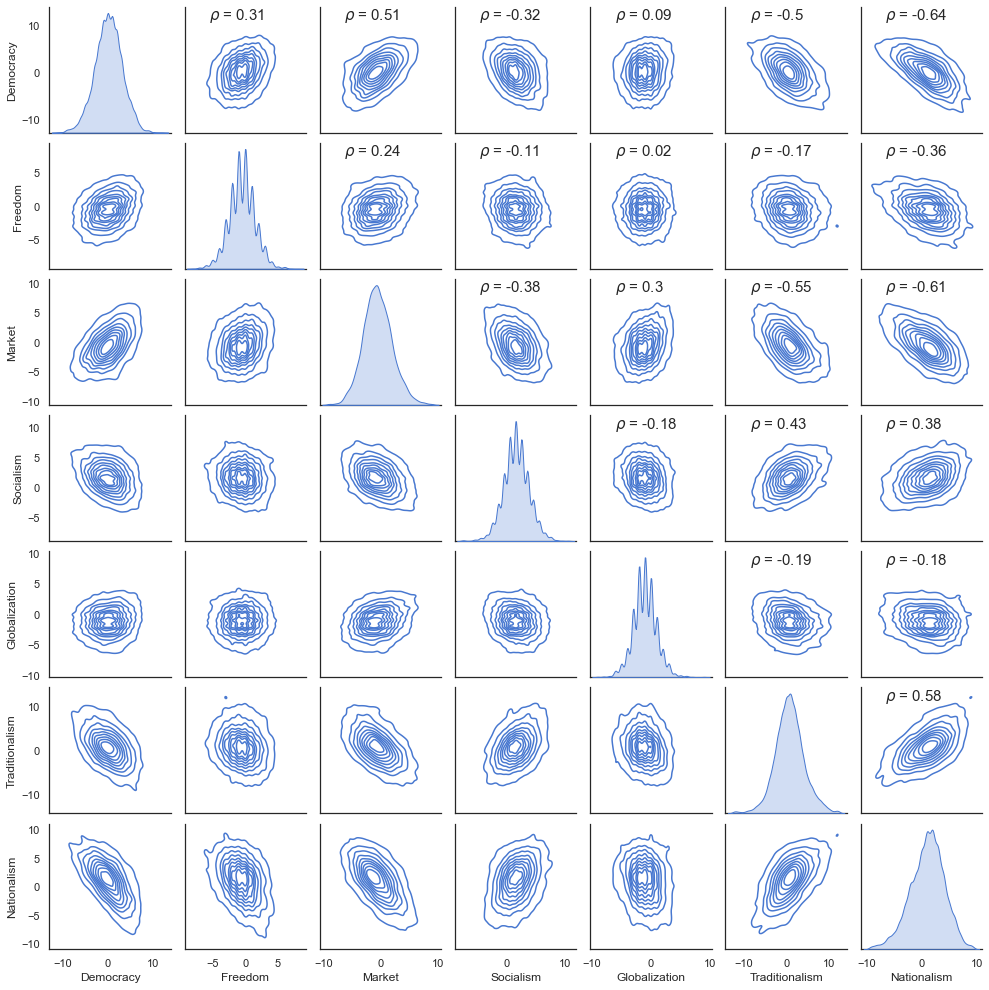 ρ = 0.31 ρ = 0.51 ρ = -0.32 ρ = 0.09 ρ = -0.5 ρ = -0.64
10
0
−10
Democracy
ρ = 0.24 ρ = -0.11 ρ = 0.02 ρ = -0.17 ρ = -0.36
5
0
−5
Freedom
ρ = -0.38 ρ = 0.3 ρ = -0.55 ρ = -0.61
10
5
0
−5
−10
Market
ρ = -0.18 ρ = 0.43 ρ = 0.38
10
5
0
−5
Socialism
ρ = -0.19 ρ = -0.18
10
5
0
−5
−10
Globalization
ρ = 0.58
10
0
−10
Traditionalism
10
5
0
−5
−10
Nationalism
−10 0 10 −5 0 5 −10 0 10 0 10 −10 0 10 −10 0 10 −10 0 10
Democracy Freedom Market Socialism Globalization Traditionalism Nationalism